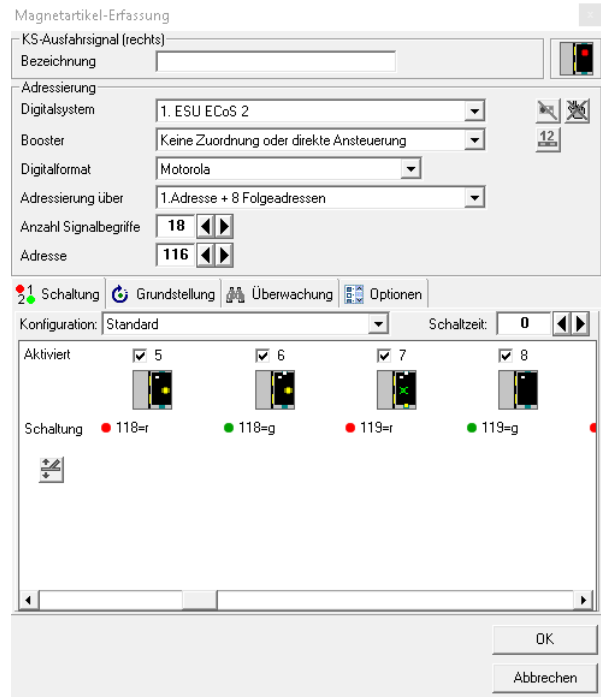 Magnetartikel-Erfassung
KS-Ausfahrsignal (rechts)
Bezeichnung
Adressierung
Digitalsystem 1. ESU ECoS 2
Booster Keine Zuordnung oder direkte Ansteuerung
12
Digitalformat Motorola
Adressierung über 1.Adresse + 8 Folgeadressen
Anzahl Signalbegriffe 18
Adresse 116
1 2 Schaltung Grundstellung Überwachung Optionen
Konfiguration: Standard Schaltzeit: 0
Aktiviert 5 6 7 8
Schaltung 118=r 118=g 119=r 119=g
OK
Abbrechen